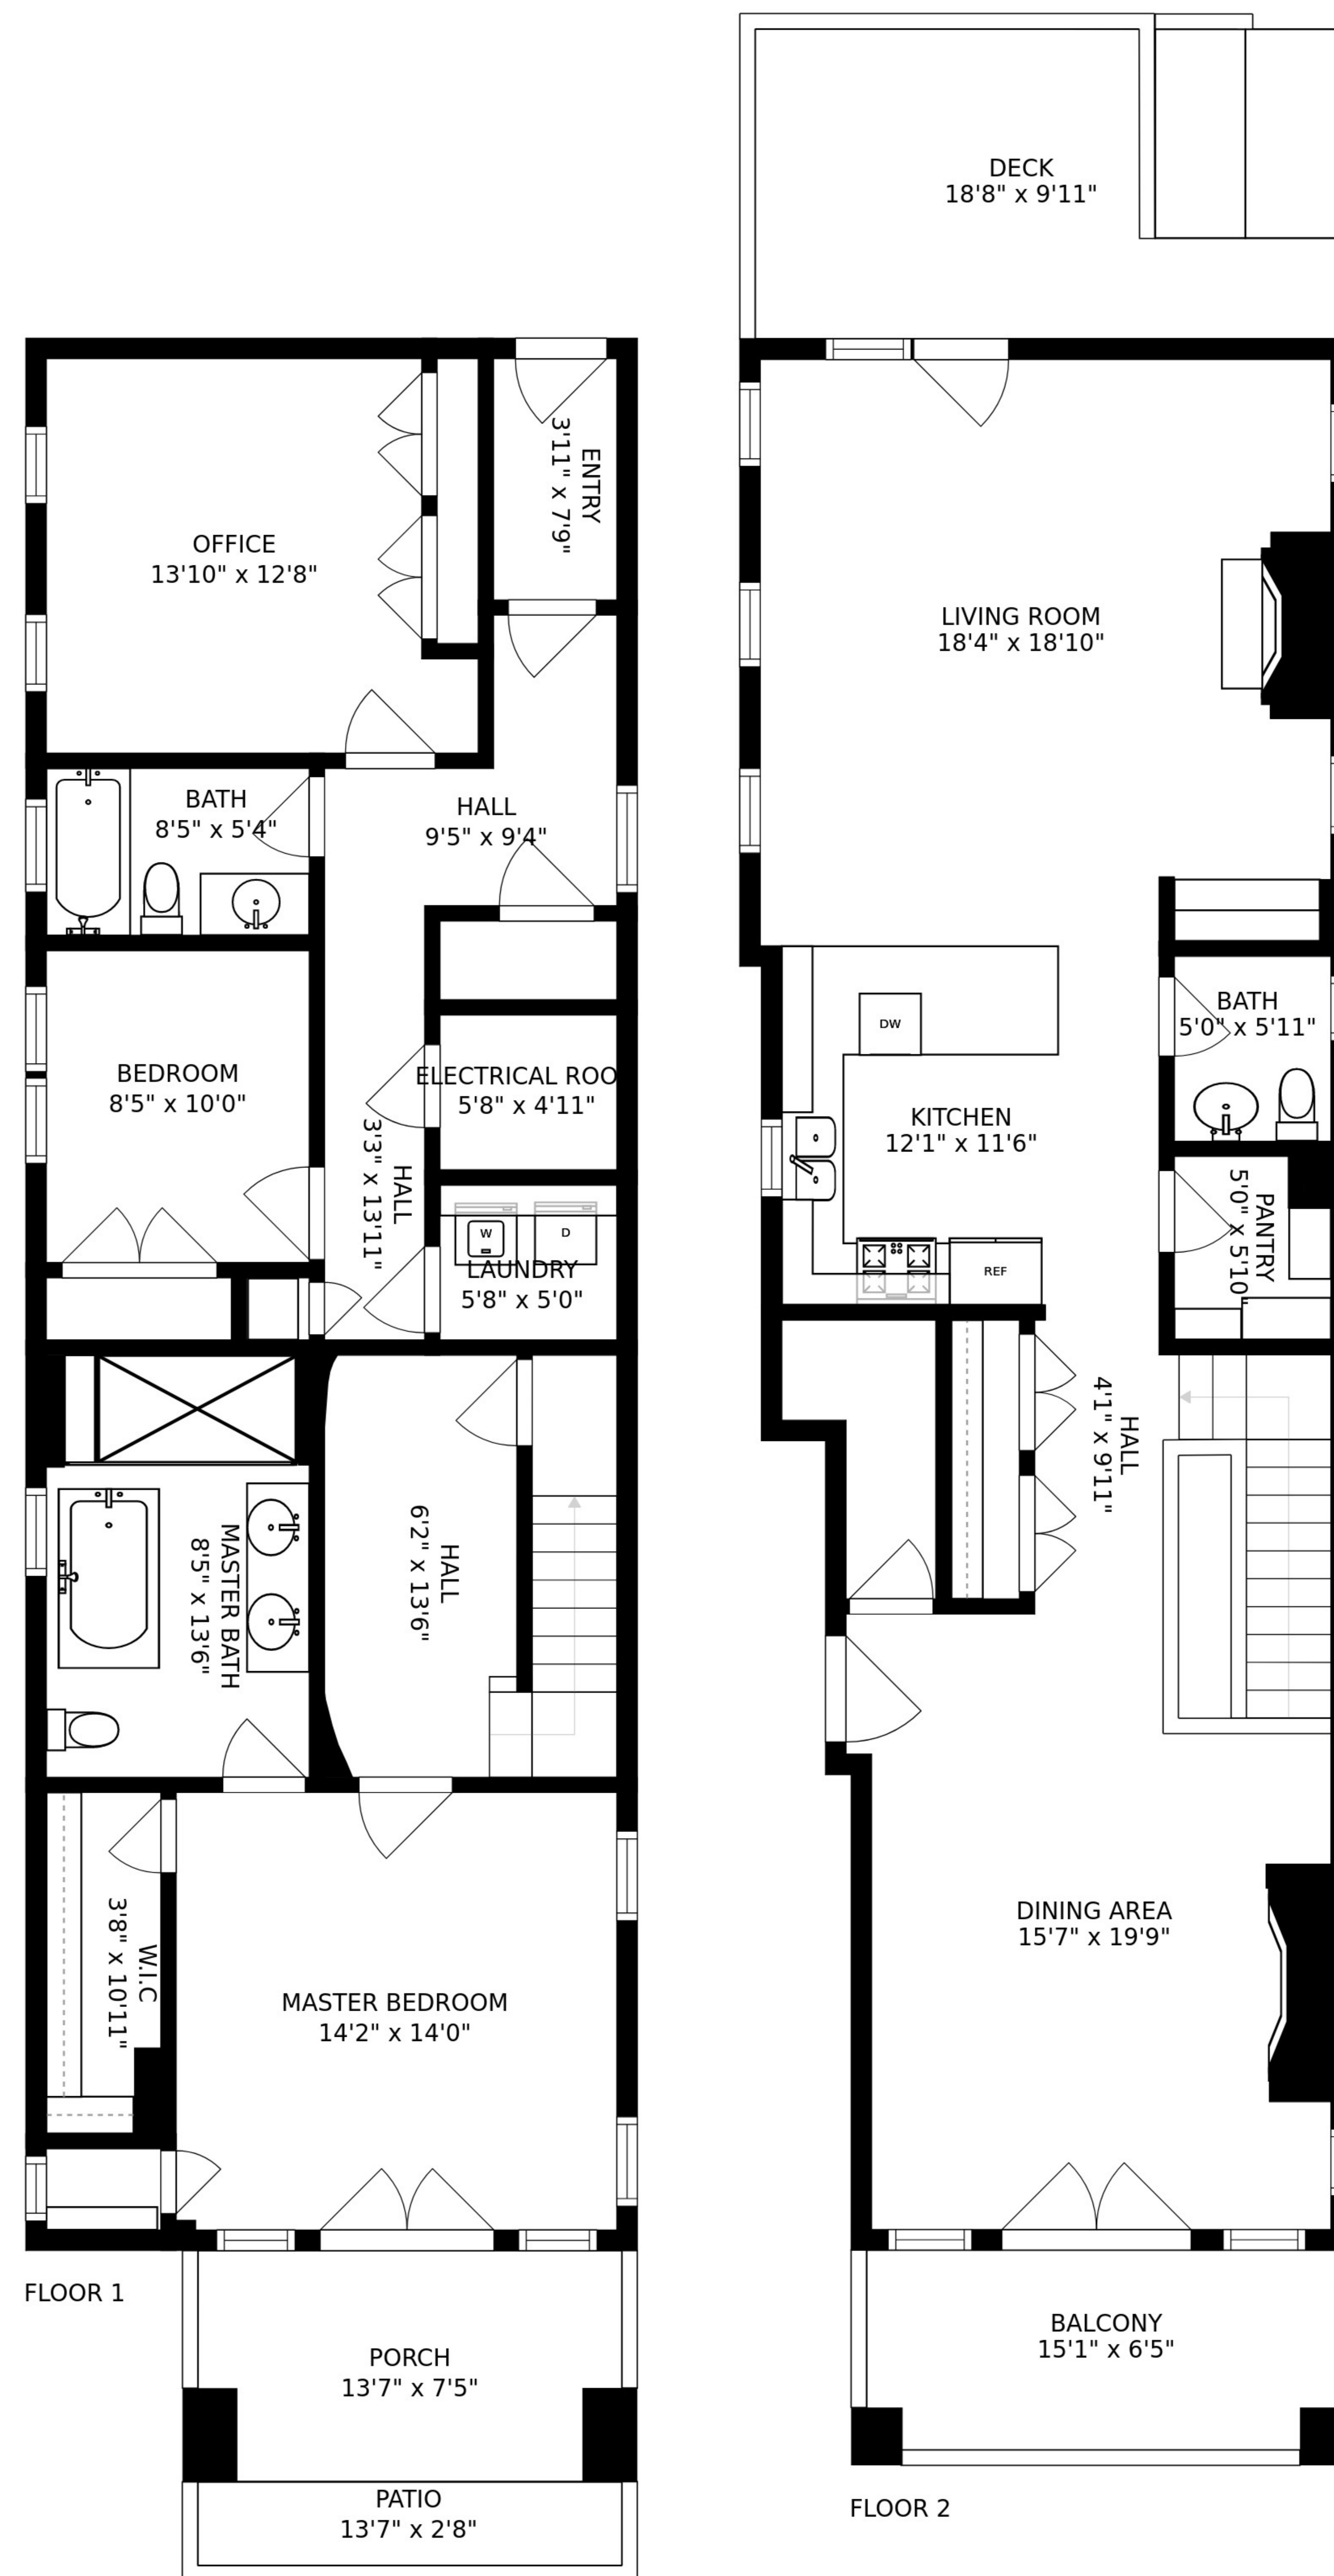 OFFICE
13'10" x 12'8"
ENTRY
3'11" x 7'9"
BATH
8'5" x 5'4"
HALL
9'5" x 9'4"
BEDROOM
8'5" x 10'0"
ELECTRICAL ROO
5'8" x 4'11"
HALL
3'3" x 13'11"
W
D
LAUNDRY
5'8" x 5'0"
MASTER BATH
8'5" x 13'6"
HALL
6'2" x 13'6"
W.I.C
3'8" x 10'11"
MASTER BEDROOM
14'2" x 14'0"
FLOOR 1
PORCH
13'7" x 7'5"
PATIO
13'7" x 2'8"
DECK
18'8" x 9'11"
LIVING ROOM
18'4" x 18'10"
DW
BATH
5'0" x 5'11"
KITCHEN
12'1" x 11'6"
REF
PANTRY
5'0" x 5'10"
HALL
4'1" x 9'11"
DINING AREA
15'7" x 19'9"
BALCONY
15'1" x 6'5"
FLOOR 2